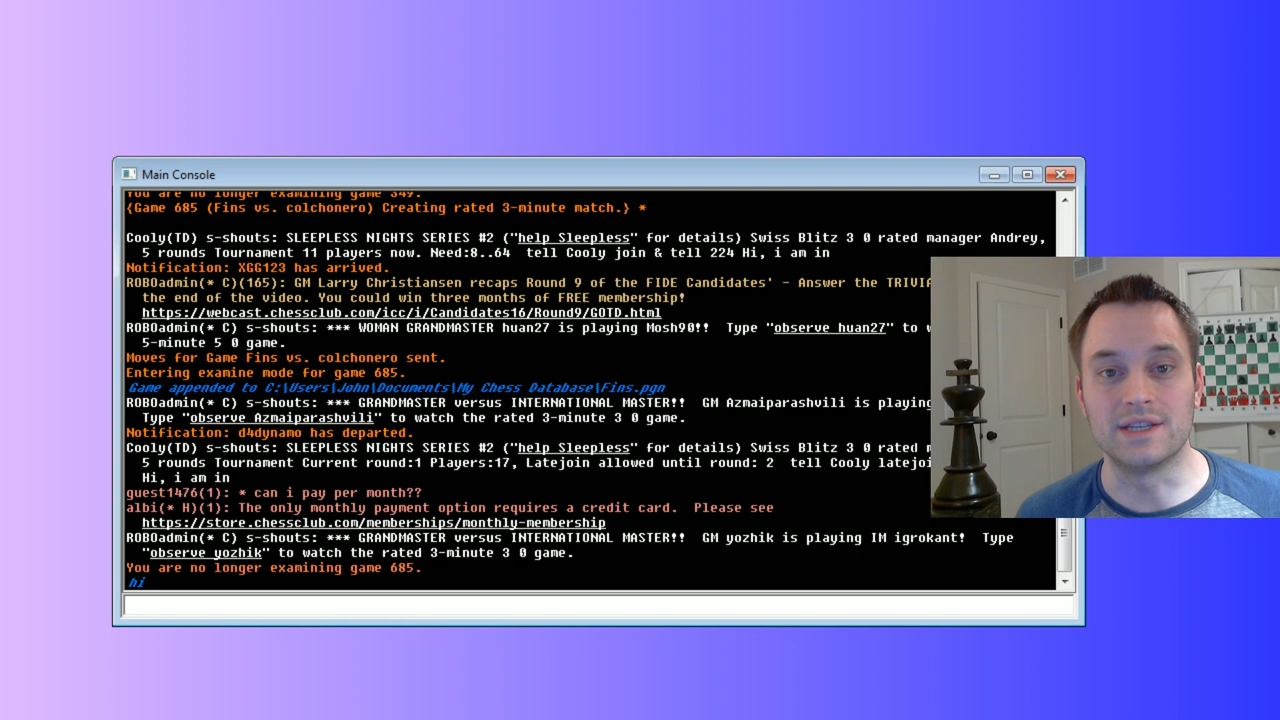 Main Console
You are no longer examining game 349.
{Game 685 (Fins vs. colchonero) Creating rated 3-minute match.} *
Cooly(TD) s-shouts: SLEEPLESS NIGHTS SERIES #2 ("help Sleepless" for details) Swiss Blitz 3 0 rated manager Andrey,
5 rounds Tournament 11 players now. Need:8..64  tell Cooly join & tell 224 Hi, i am in
Notification: XGG123 has arrived.
ROBOadmin(* C)(165): GM Larry Christiansen recaps Round 9 of the FIDE Candidates' - Answer the TRIVIA
the end of the video. You could win three months of FREE membership!
https://webcast.chessclub.com/icc/i/Candidates16/Round9/GOTD.html
ROBOadmin(* C) s-shouts: *** WOMAN GRANDMASTER huan27 is playing Mosh90!!  Type "observe huan27" to
5-minute 5 0 game.
Moves for Game Fins vs. colchonero sent.
Entering examine mode for game 685.
Game appended to C:\Users\John\Documents\My Chess Database\Fins.pgn
ROBOadmin(* C) s-shouts: *** GRANDMASTER versus INTERNATIONAL MASTER!!  GM Azmaiparashvili is playing
Type "observe Azmaiparashvili" to watch the rated 3-minute 3 0 game.
Notification: d4dynamo has departed.
Cooly(TD) s-shouts: SLEEPLESS NIGHTS SERIES #2 ("help Sleepless" for details) Swiss Blitz 3 0 rated
5 rounds Tournament Current round:1 Players:17, Latejoin allowed until round: 2  tell Cooly
Hi, i am in
guest1476(1): * can i pay per month??
albi(* H)(1): The only monthly payment option requires a credit card.  Please see
https://store.chessclub.com/memberships/monthly-membership
ROBOadmin(* C) s-shouts: *** GRANDMASTER versus INTERNATIONAL MASTER!!  GM yozhik is playing IM igrokant!  Type
"observe yozhik" to watch the rated 3-minute 3 0 game.
You are no longer examining game 685.
hi